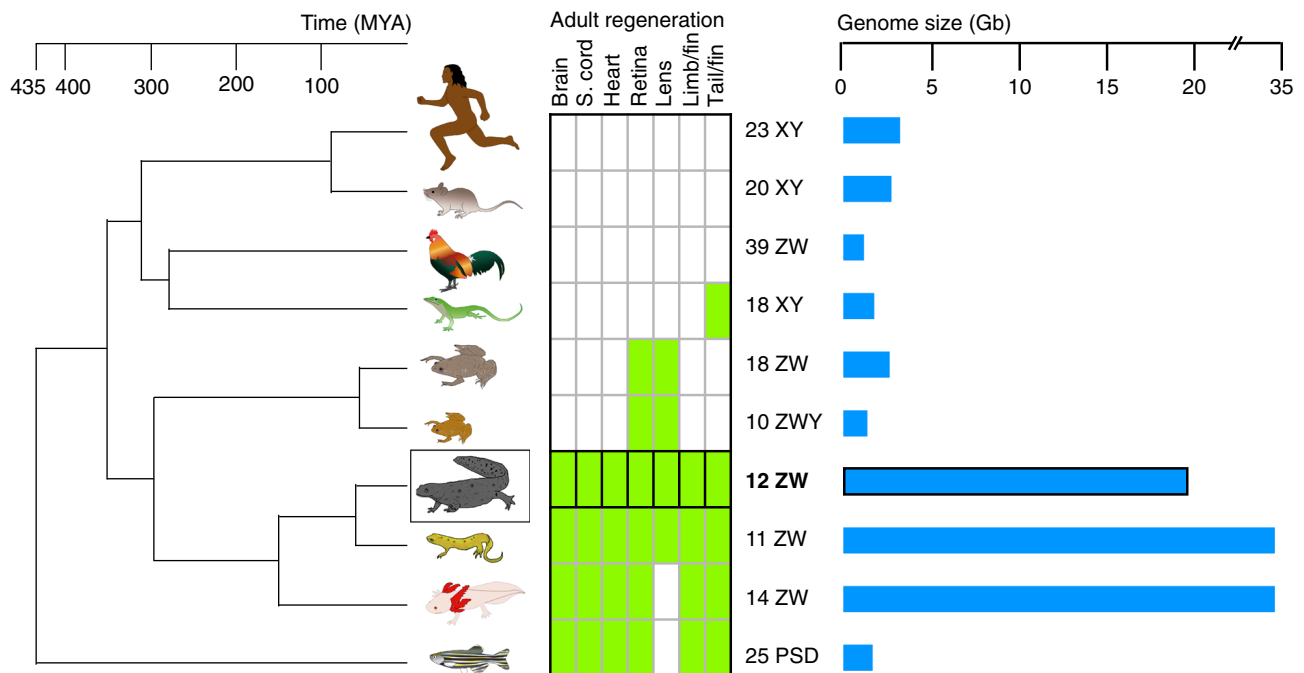 Time (MYA)
435 400 300 200 100
Adult regeneration
Brain
S. cord
Heart
Retina
Lens
Limb/fin
Tail/fin
Genome size (Gb)
0 5 10 15 20 35
23 XY
20 XY
39 ZW
18 XY
18 ZW
10 ZWY
12 ZW
11 ZW
14 ZW
25 PSD